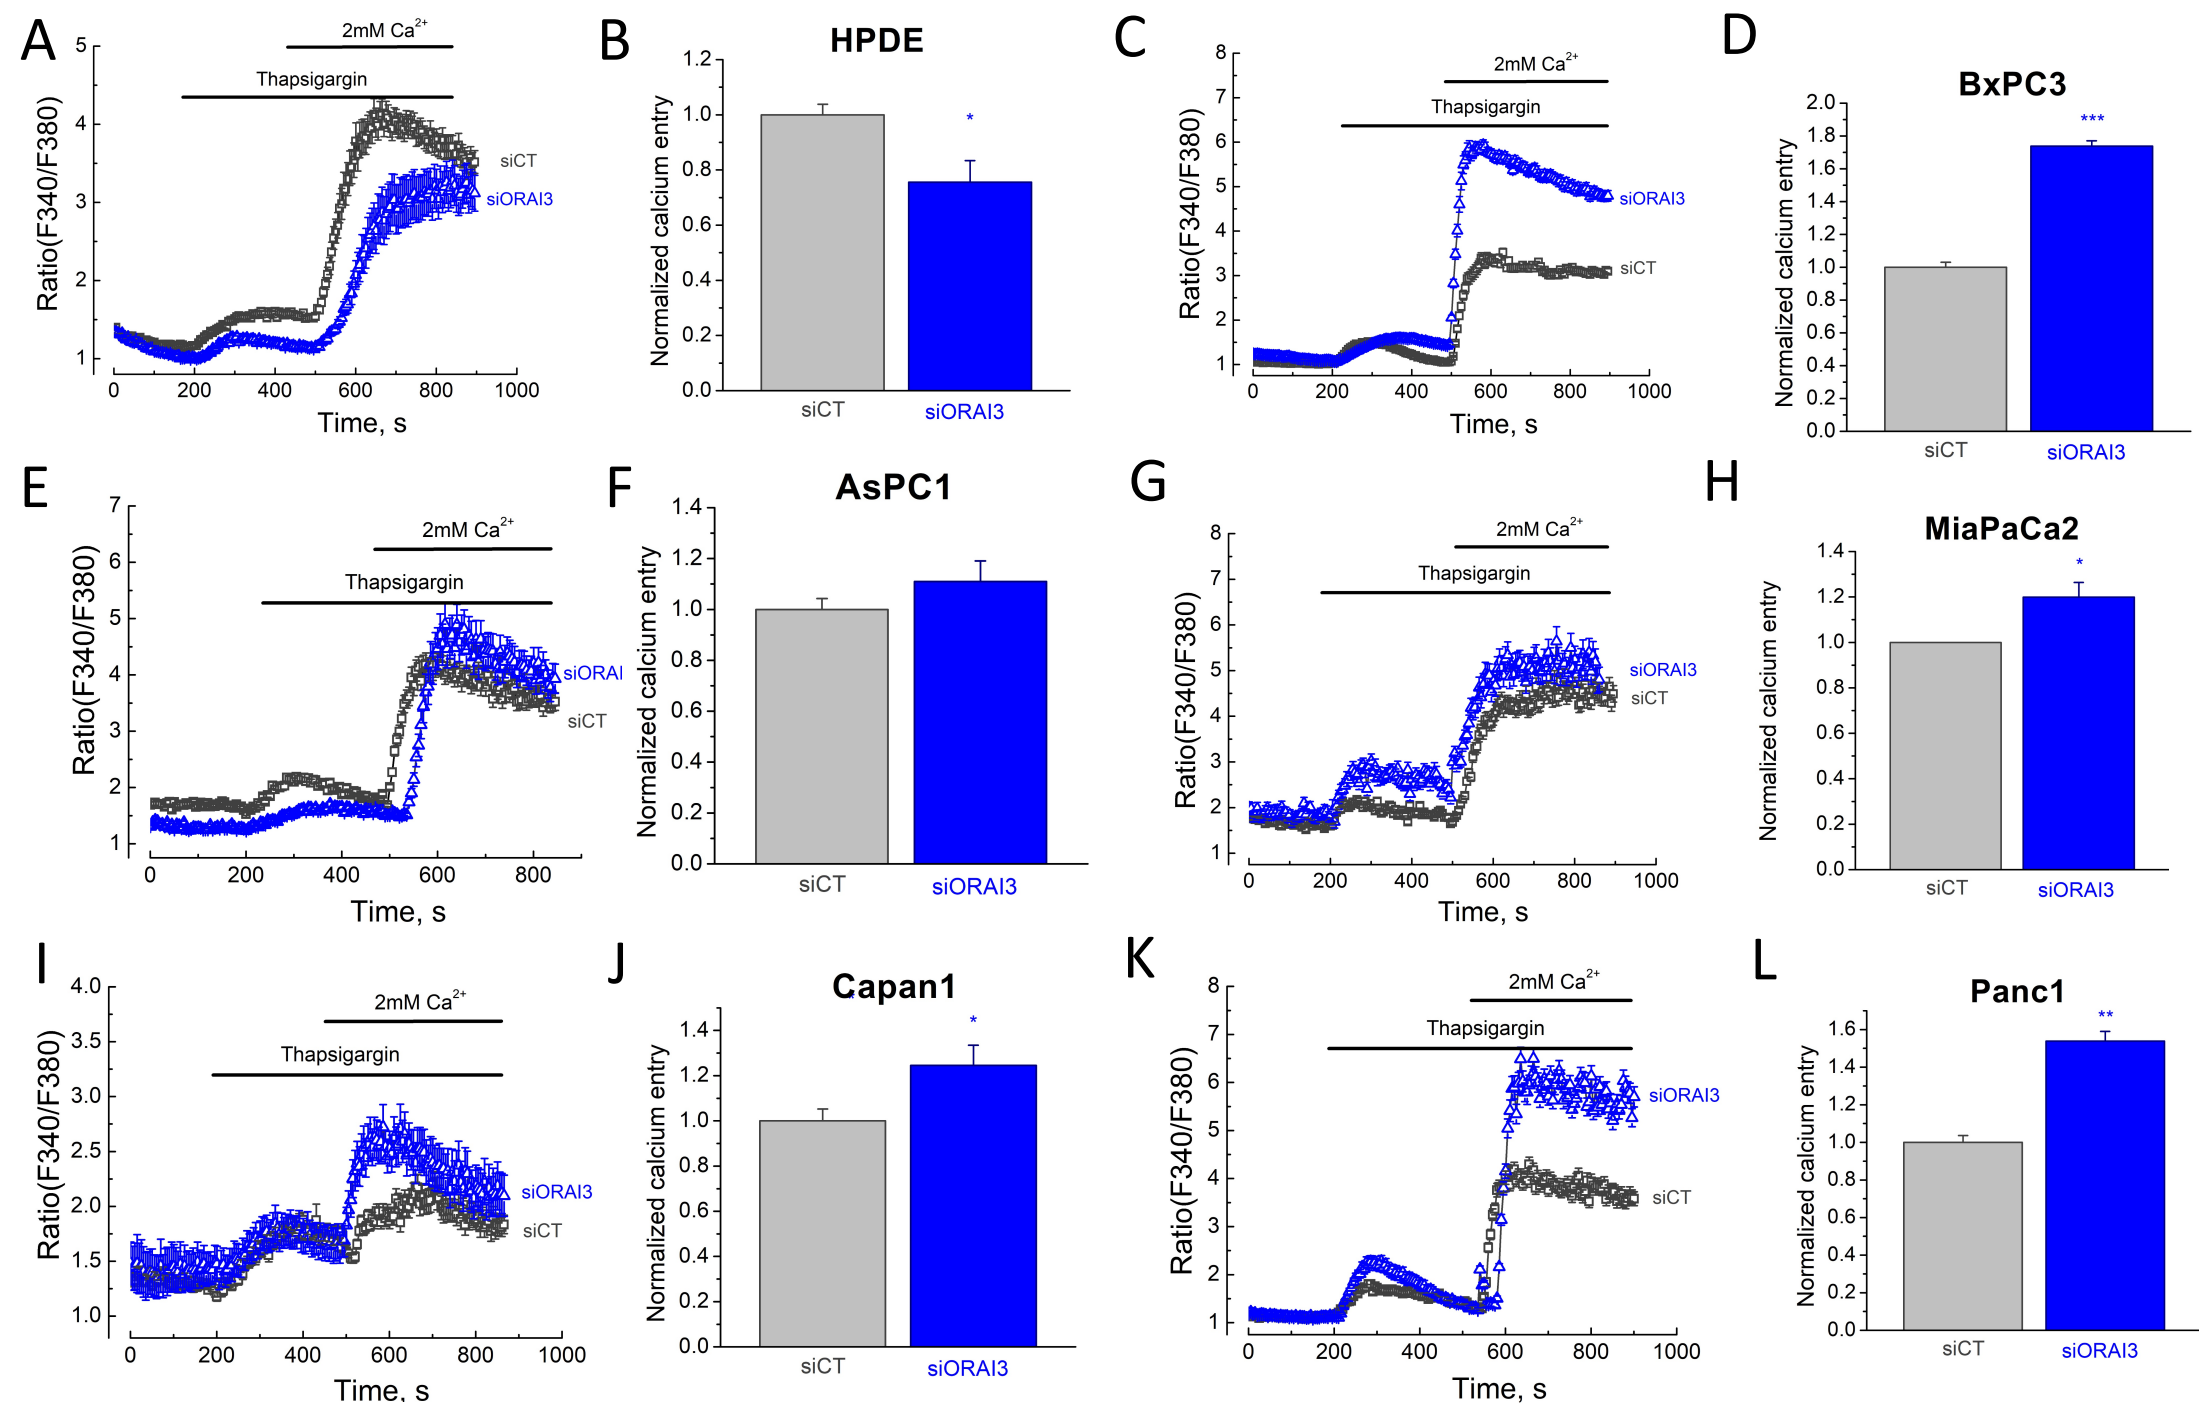 A
2mM Ca²⁺
Thapsigargin
siCT
siORAI3
Ratio(F340/F380)
5
4
3
2
1
0 200 400 600 800 1000
Time, s
B
HPDE
*
Normalized calcium entry
1.2
1.0
0.8
0.6
0.4
0.2
0.0
siCT siORAI3
C
2mM Ca²⁺
Thapsigargin
siORAI3
siCT
Ratio(F340/F380)
8
7
6
5
4
3
2
1
0 200 400 600 800 1000
Time, s
D
BxPC3
***
Normalized calcium entry
2.0
1.8
1.6
1.4
1.2
1.0
0.8
0.6
0.4
0.2
0.0
siCT siORAI3
E
2mM Ca²⁺
Thapsigargin
siORAI
siCT
Ratio(F340/F380)
7
6
5
4
3
2
1
0 200 400 600 800
Time, s
F
AsPC1
Normalized calcium entry
1.4
1.2
1.0
0.8
0.6
0.4
0.2
0.0
siCT siORAI3
G
2mM Ca²⁺
Thapsigargin
siORAI3
siCT
Ratio(F340/F380)
8
7
6
5
4
3
2
1
0 200 400 600 800 1000
Time, s
H
MiaPaCa2
*
Normalized calcium entry
1.4
1.2
1.0
0.8
0.6
0.4
0.2
0.0
siCT siORAI3
I
2mM Ca²⁺
Thapsigargin
siORAI3
siCT
Ratio(F340/F380)
4.0
3.5
3.0
2.5
2.0
1.5
1.0
0 200 400 600 800 1000
Time, s
J
Capan1
*
*
Normalized calcium entry
1.4
1.2
1.0
0.8
0.6
0.4
0.2
0.0
siCT siORAI3
K
2mM Ca²⁺
Thapsigargin
siORAI3
siCT
Ratio(F340/F380)
8
7
6
5
4
3
2
1
0 200 400 600 800 1000
Time, s
L
Panc1
**
Normalized calcium entry
1.6
1.4
1.2
1.0
0.8
0.6
0.4
0.2
0.0
siCT siORAI3